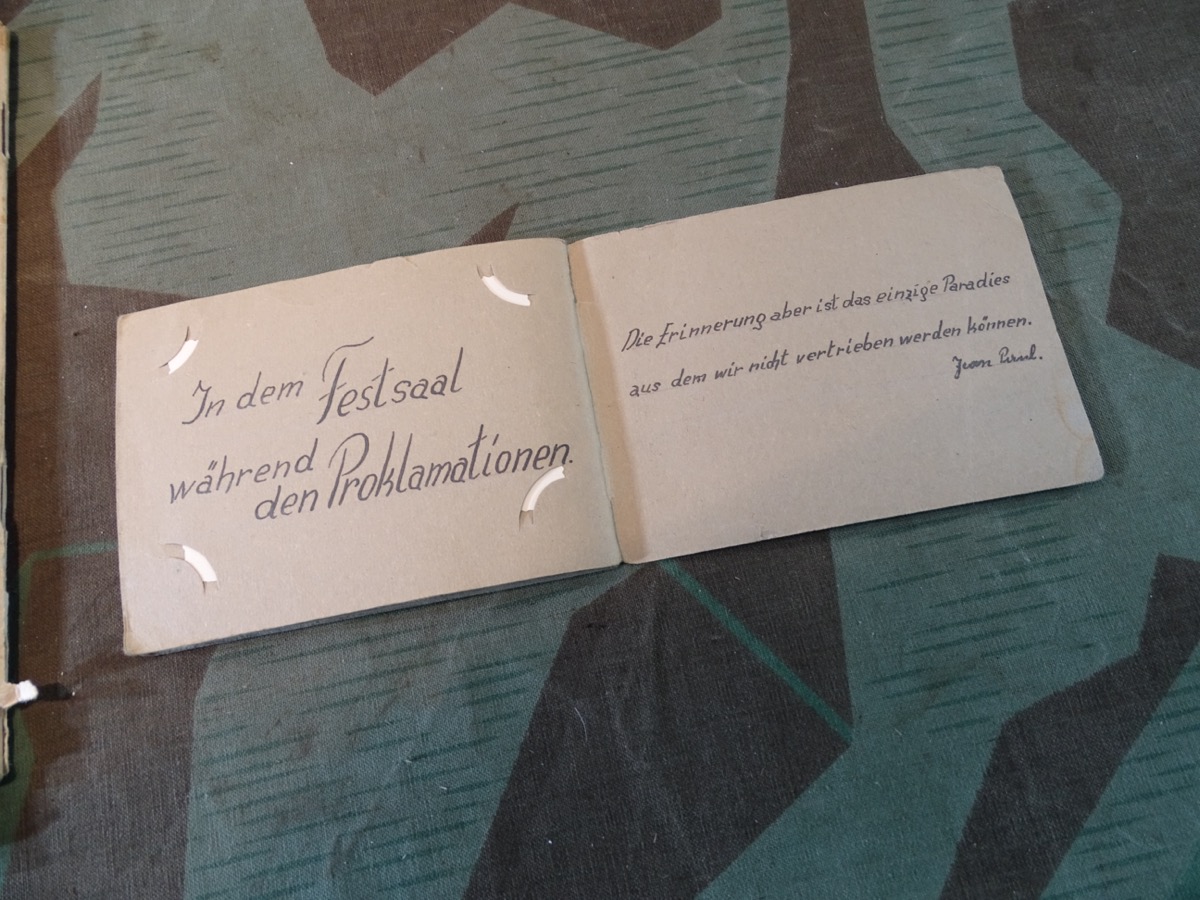 In dem Festsaal
während
den Proklamationen.
Die Erinnerung aber ist das einzige Paradies
aus dem wir nicht vertrieben werden können.
Jean Paul.